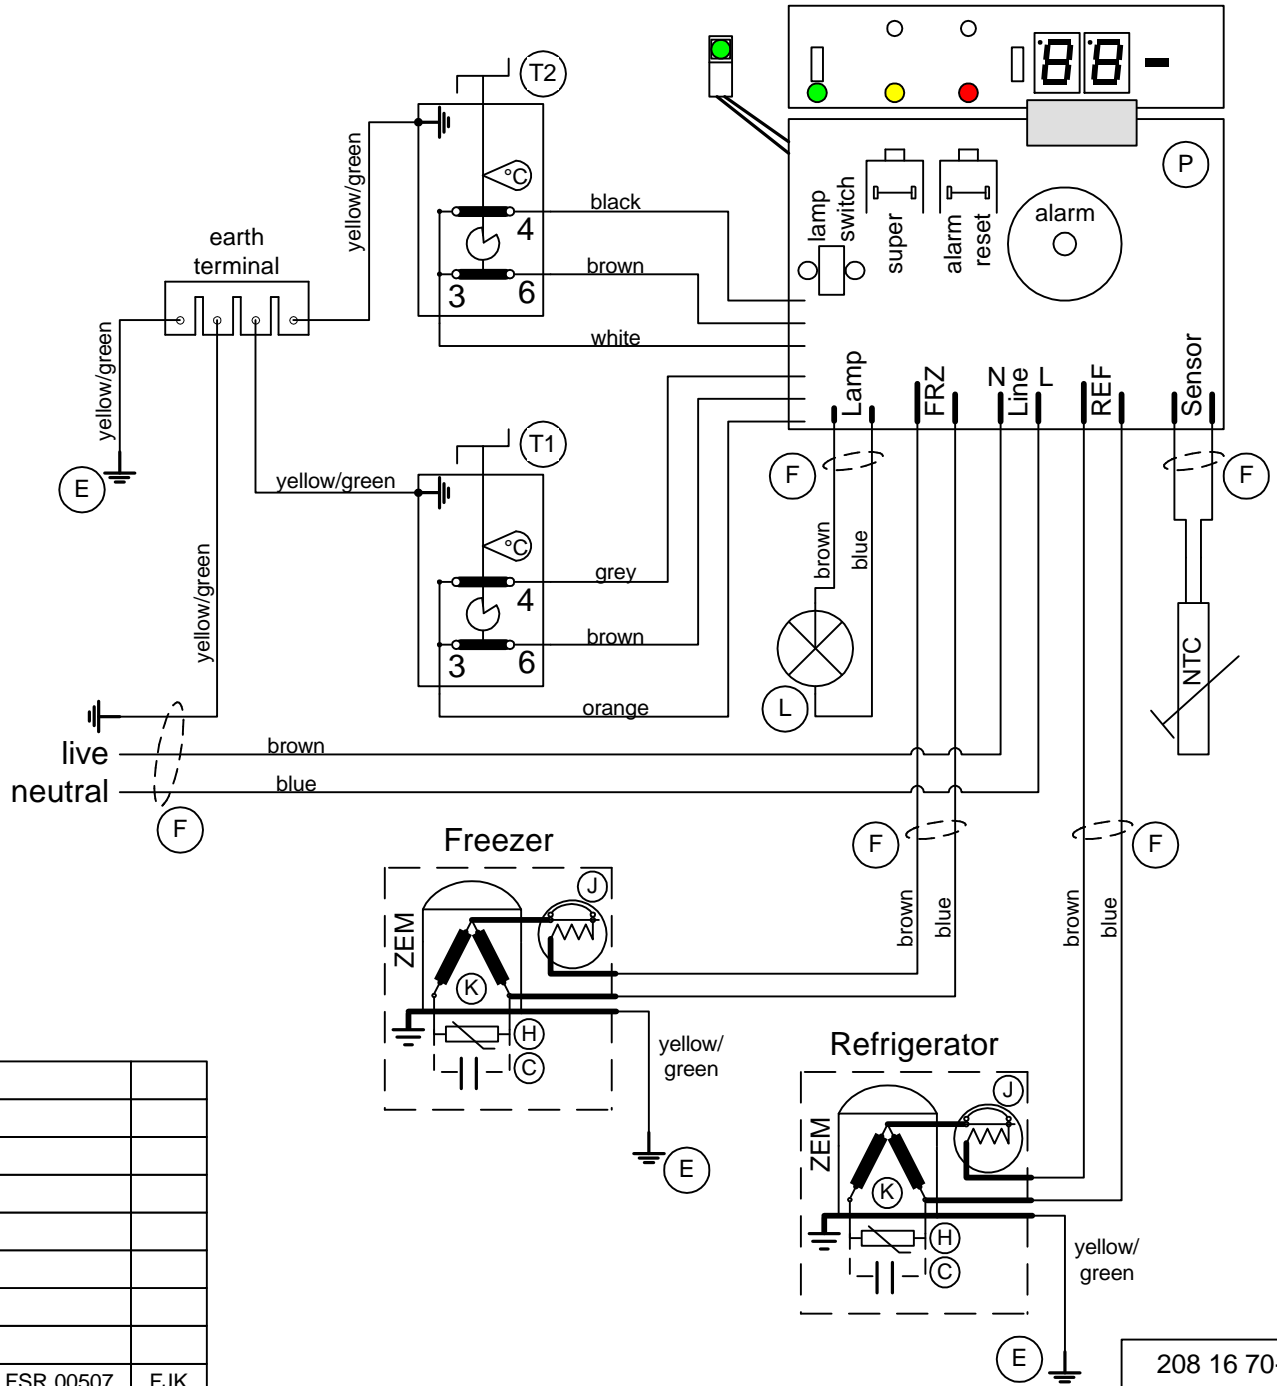 T2
P
yellow/green
°C
black
4
brown
3
6
white
earth
terminal
lamp
switch
super
alarm
reset
alarm
Lamp
FRZ
N
Line
L
REF
Sensor
yellow/green
E
yellow/green
T1
°C
grey
4
brown
3
6
orange
F
F
brown
blue
L
NTC
yellow/green
live
brown
neutral
blue
F
F
F
brown
blue
brown
blue
Freezer
ZEM
J
K
H
C
yellow/
green
E
Refrigerator
ZEM
J
K
H
C
yellow/
green
E
FSR 00507
FJK
208 16 70-